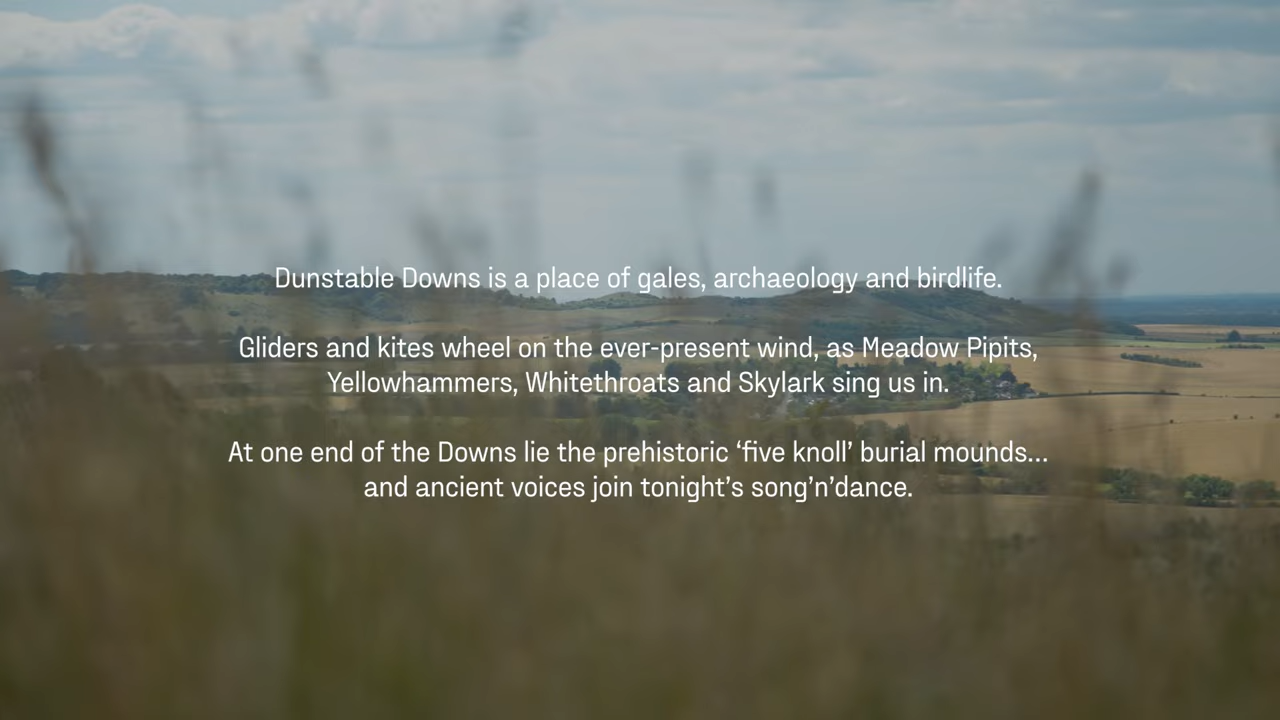 Dunstable Downs is a place of gales, archaeology and birdlife.
Gliders and kites wheel on the ever-present wind, as Meadow Pipits,
Yellowhammers, Whitethroats and Skylark sing us in.
At one end of the Downs lie the prehistoric ‘five knoll’ burial mounds...
and ancient voices join tonight’s song’n’dance.